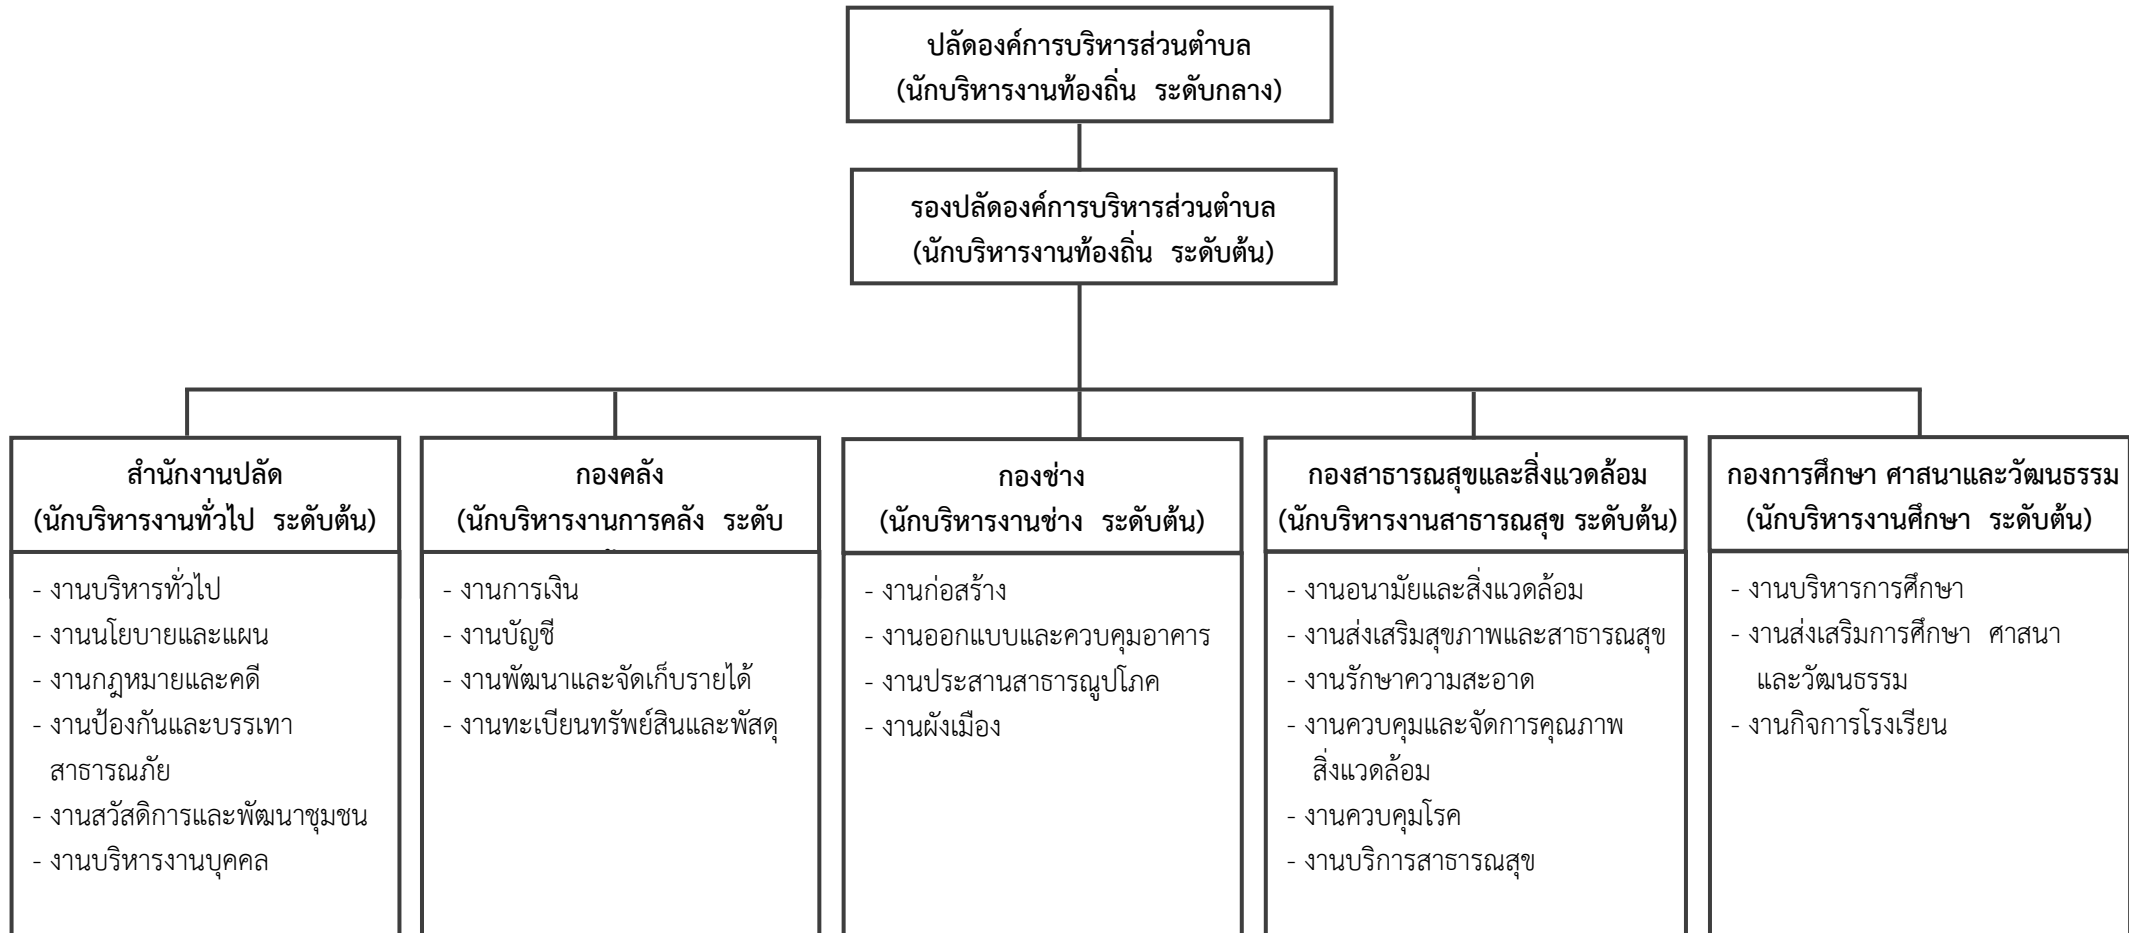 ปลัดองค์การบริหารส่วนตำบล
(นักบริหารงานท้องถิ่น ระดับกลาง)
รองปลัดองค์การบริหารส่วนตำบล
(นักบริหารงานท้องถิ่น ระดับต้น)
สำนักงานปลัด
(นักบริหารงานทั่วไป ระดับต้น)
- งานบริหารทั่วไป
- งานนโยบายและแผน
- งานกฎหมายและคดี
- งานป้องกันและบรรเทา
สาธารณภัย
- งานสวัสดิการและพัฒนาชุมชน
- งานบริหารงานบุคคล
กองคลัง
(นักบริหารงานการคลัง ระดับ
- งานการเงิน
- งานบัญชี
- งานพัฒนาและจัดเก็บรายได้
- งานทะเบียนทรัพย์สินและพัสดุ
กองช่าง
(นักบริหารงานช่าง ระดับต้น)
- งานก่อสร้าง
- งานออกแบบและควบคุมอาคาร
- งานประสานสาธารณูปโภค
- งานผังเมือง
กองสาธารณสุขและสิ่งแวดล้อม
(นักบริหารงานสาธารณสุข ระดับต้น)
- งานอนามัยและสิ่งแวดล้อม
- งานส่งเสริมสุขภาพและสาธารณสุข
- งานรักษาความสะอาด
- งานควบคุมและจัดการคุณภาพ
สิ่งแวดล้อม
- งานควบคุมโรค
- งานบริการสาธารณสุข
กองการศึกษา ศาสนาและวัฒนธรรม
(นักบริหารงานศึกษา ระดับต้น)
- งานบริหารการศึกษา
- งานส่งเสริมการศึกษา ศาสนา
และวัฒนธรรม
- งานกิจการโรงเรียน